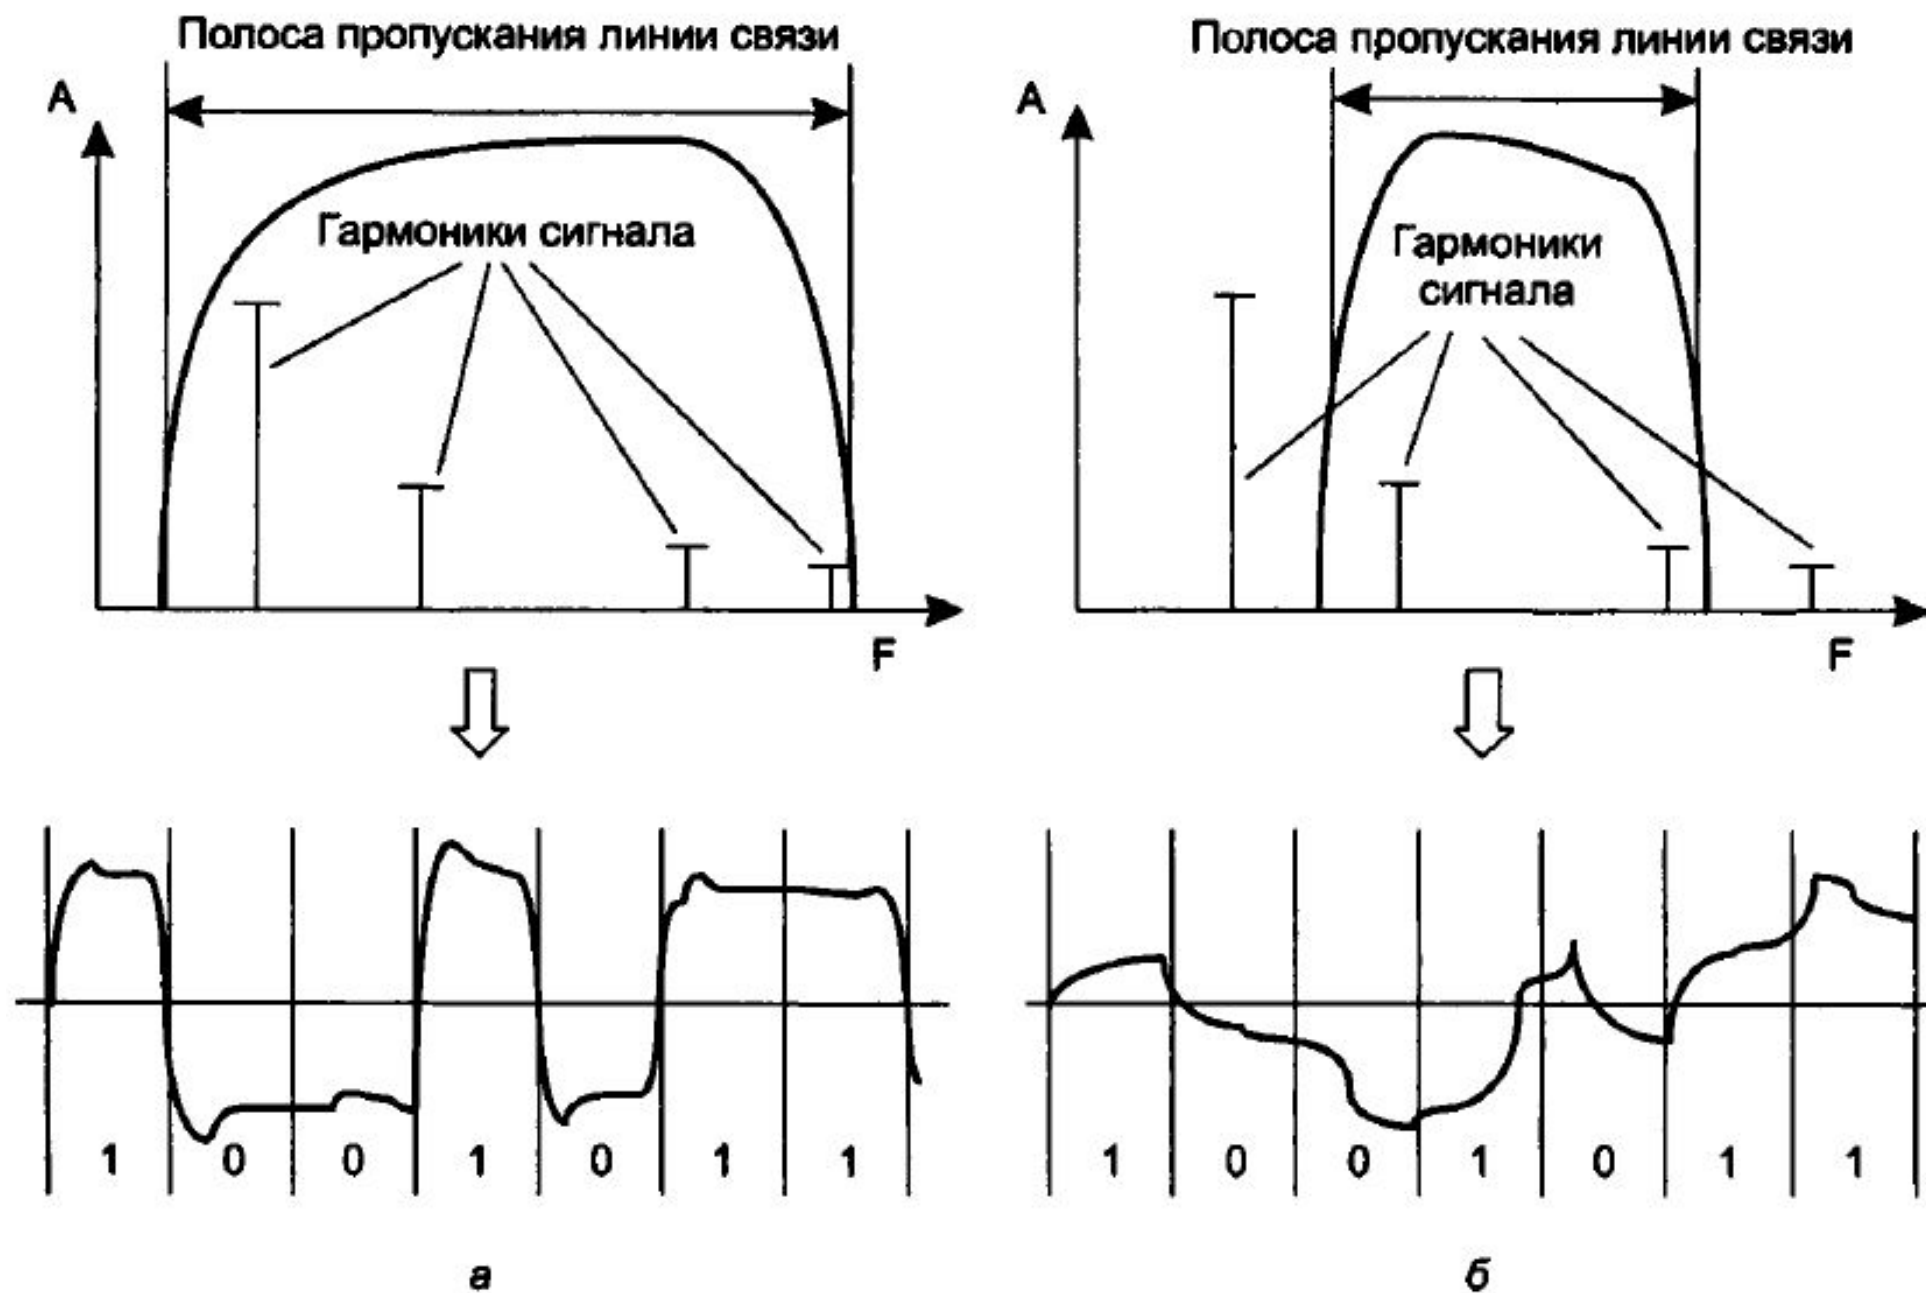 Полоса пропускания линии связи
A
Гармоники сигнала
F
1 0 0 1 0 1 1
а
Полоса пропускания линии связи
A
Гармоники
сигнала
F
1 0 0 1 0 1 1
б